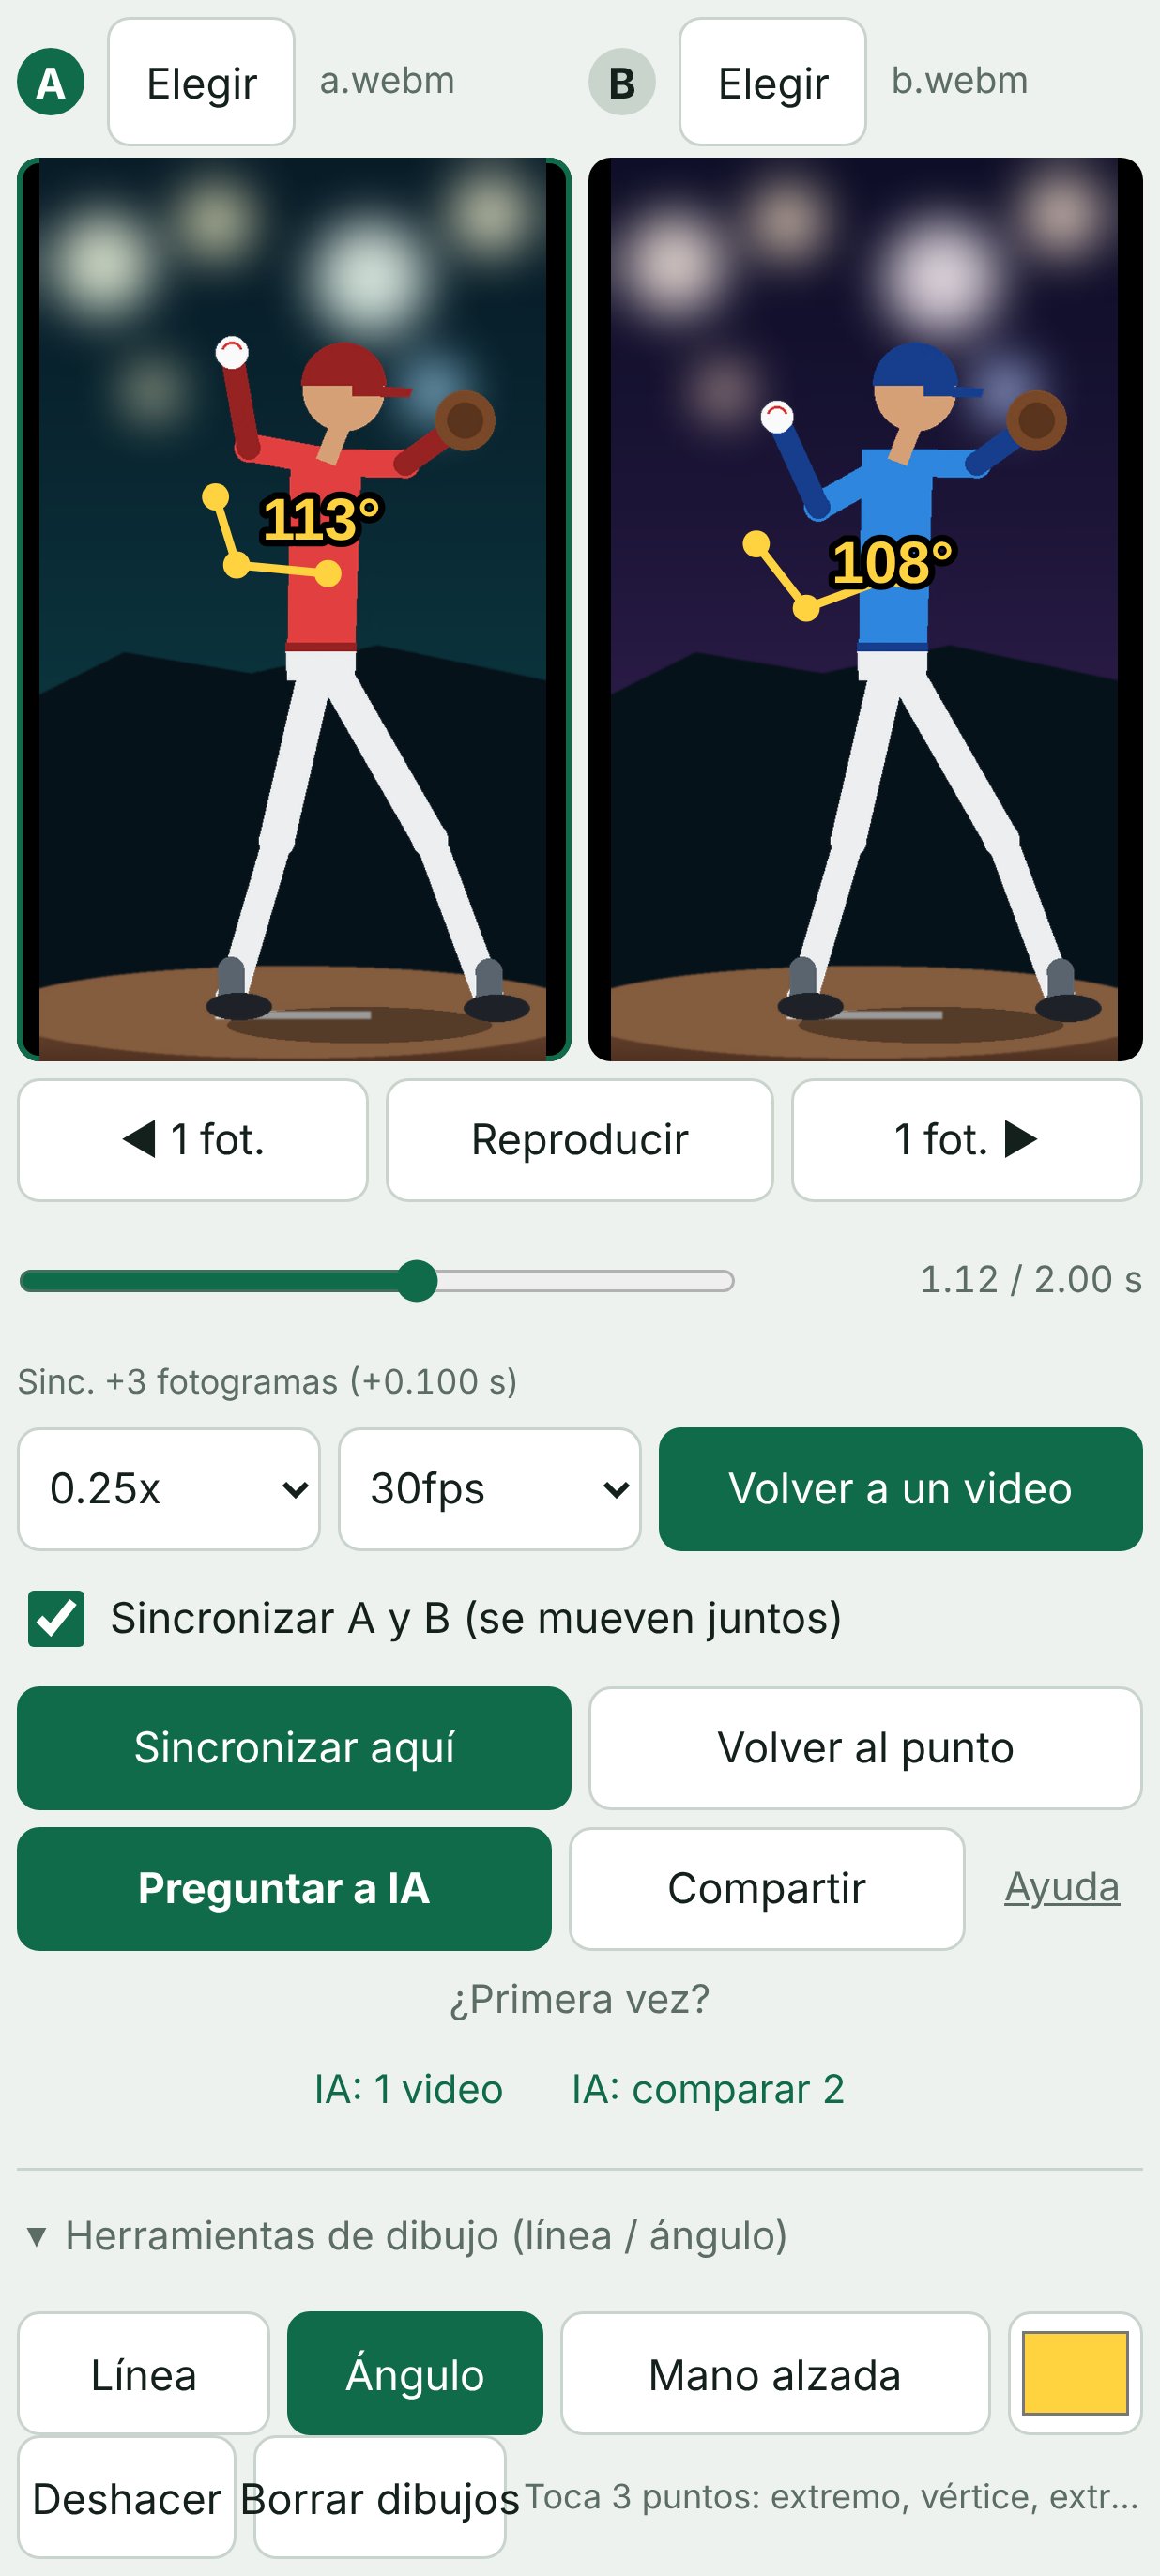 A Elegir a.webm B Elegir b.webm
113° 108°
◀ 1 fot. Reproducir 1 fot. ▶
1.12 / 2.00 s
Sinc. +3 fotogramas (+0.100 s)
0.25x 30fps Volver a un video
Sincronizar A y B (se mueven juntos)
Sincronizar aquí Volver al punto
Preguntar a IA Compartir Ayuda
¿Primera vez?
IA: 1 video IA: comparar 2
▼ Herramientas de dibujo (línea / ángulo)
Línea Ángulo Mano alzada
Deshacer Borrar dibujos Toca 3 puntos: extremo, vértice, extr...